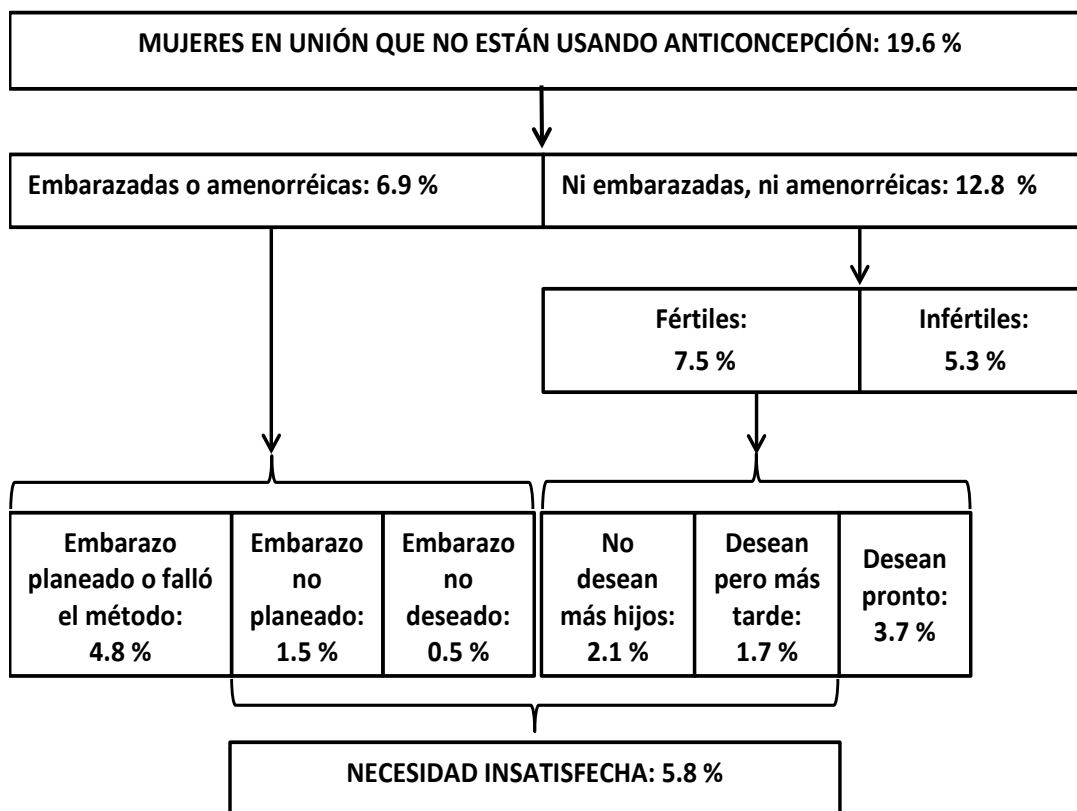 MUJERES EN UNIÓN QUE NO ESTÁN USANDO ANTICONCEPCIÓN: 19.6 %
Embarazadas o amenorréicas: 6.9 %
Ni embarazadas, ni amenorréicas: 12.8 %
Fértiles:
7.5 %
Infértiles:
5.3 %
Embarazo
planeado o falló
el método:
4.8 %
Embarazo
no
planeado:
1.5 %
Embarazo
no
deseado:
0.5 %
No
desean
más hijos:
2.1 %
Desean
pero más
tarde:
1.7 %
Desean
pronto:
3.7 %
NECESIDAD INSATISFECHA: 5.8 %